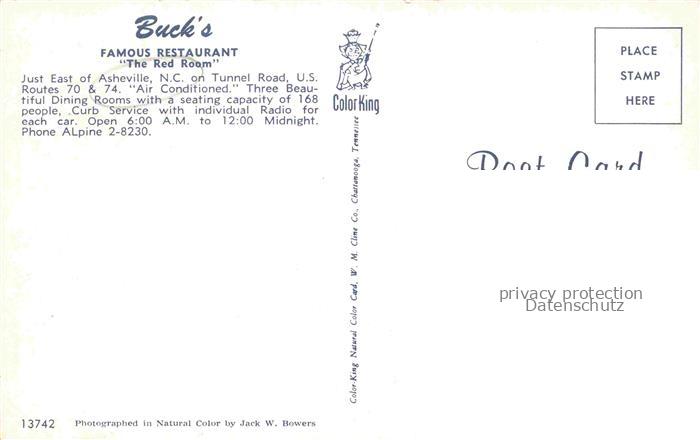 Buck's
FAMOUS RESTAURANT
"The Red Room"
Just East of Asheville, N.C. on Tunnel Road, U.S.
Routes 70 & 74. "Air Conditioned." Three Beau-
tiful Dining Rooms with a seating capacity of 168
people, Curb Service with individual Radio for
each car. Open 6:00 A.M. to 12:00 Midnight.
Phone ALpine 2-8230.
ColorKing
Color-King Natural Color Card, W. M. Cline Co., Chattanooga, Tennessee
PLACE
STAMP
HERE
Post Card
privacy protection
Datenschutz
13742 Photographed in Natural Color by Jack W. Bowers